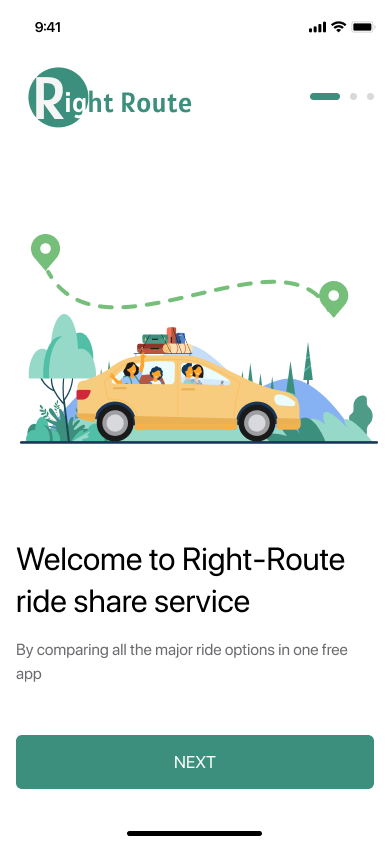 9:41
Right Route
Welcome to Right-Route
ride share service
By comparing all the major ride options in one free
app
NEXT